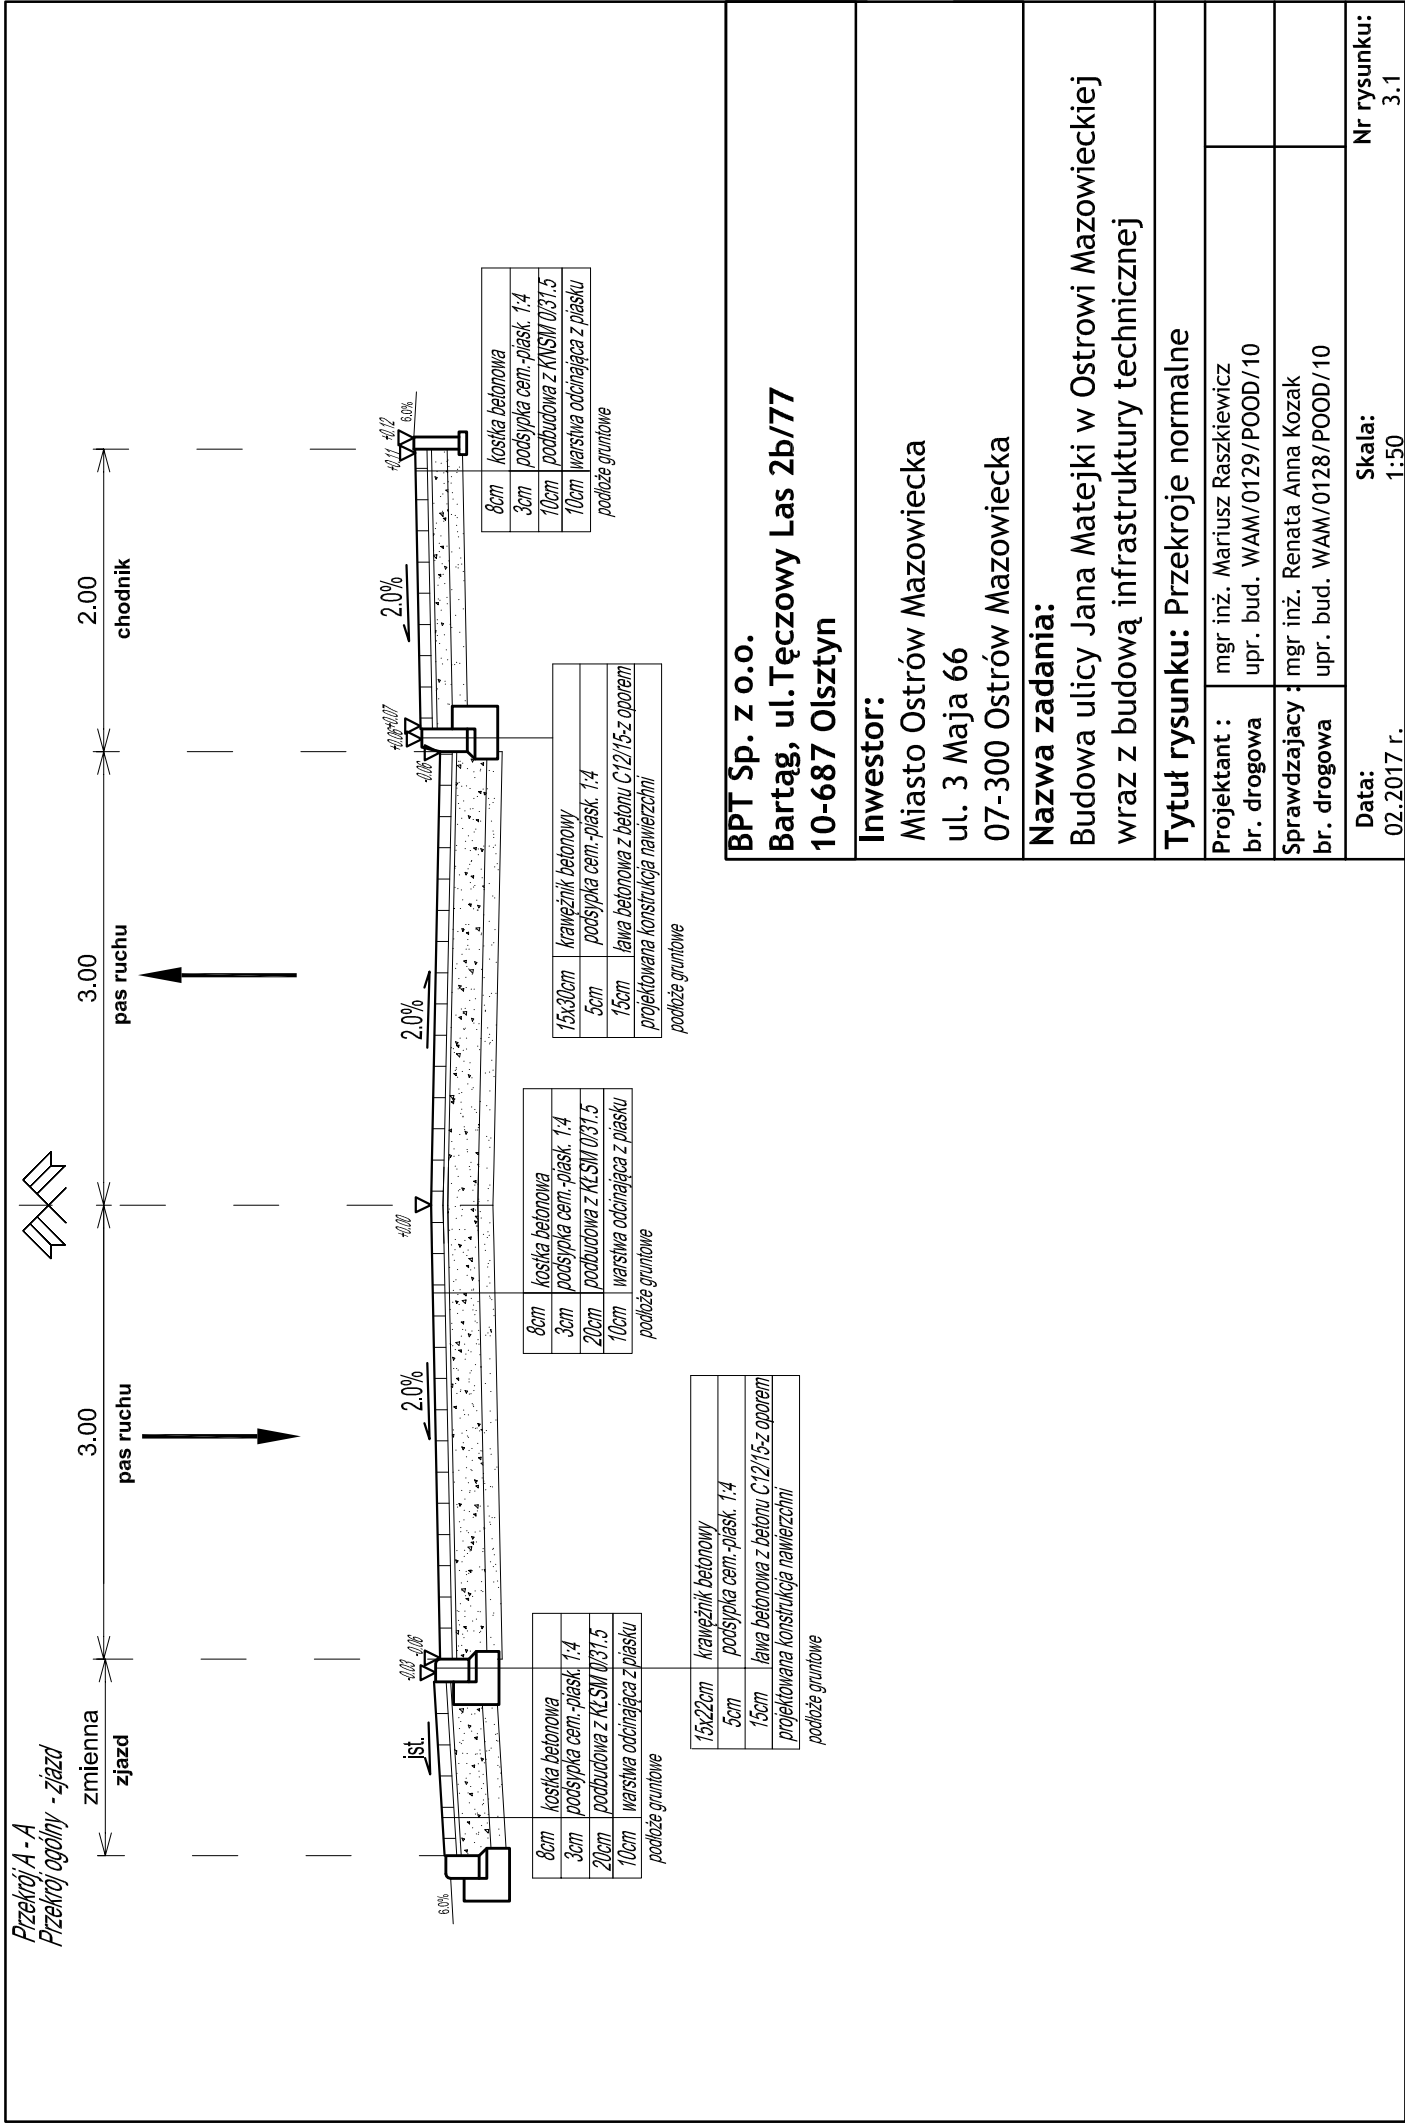 Przekrój A - A
Przekrój ogólny - zjazd
zmienna
zjazd
3.00
pas ruchu
3.00
pas ruchu
2.00
chodnik
6.0%
ist.
-0.03
-0.06
2.0%
+0.00
2.0%
-0.06
+0.06
+0.07
2.0%
+0.11
+0.12
6.0%
8cm kostka betonowa
3cm podsypka cem.-piask. 1:4
20cm podbudowa z KŁSM 0/31.5
10cm warstwa odcinająca z piasku
podłoże gruntowe
15x22cm krawężnik betonowy
5cm podsypka cem.-piask. 1:4
15cm ława betonowa z betonu C12/15-z oporem
projektowana konstrukcja nawierzchni
podłoże gruntowe
8cm kostka betonowa
3cm podsypka cem.-piask. 1:4
20cm podbudowa z KŁSM 0/31.5
10cm warstwa odcinająca z piasku
podłoże gruntowe
15x30cm krawężnik betonowy
5cm podsypka cem.-piask. 1:4
15cm ława betonowa z betonu C12/15-z oporem
projektowana konstrukcja nawierzchni
podłoże gruntowe
8cm kostka betonowa
3cm podsypka cem.-piask. 1:4
10cm podbudowa z KNSM 0/31.5
10cm warstwa odcinająca z piasku
podłoże gruntowe
BPT Sp. z o.o.
Bartąg, ul.Tęczowy Las 2b/77
10-687 Olsztyn
Inwestor:
Miasto Ostrów Mazowiecka
ul. 3 Maja 66
07-300 Ostrów Mazowiecka
Nazwa zadania:
Budowa ulicy Jana Matejki w Ostrowi Mazowieckiej
wraz z budową infrastruktury technicznej
Tytuł rysunku: Przekroje normalne
Projektant : mgr inż. Mariusz Raszkiewicz
br. drogowa upr. bud. WAM/0129/POOD/10
Sprawdzajacy : mgr inż. Renata Anna Kozak
br. drogowa upr. bud. WAM/0128/POOD/10
Data: Skala: Nr rysunku:
02.2017 r. 1:50 3.1